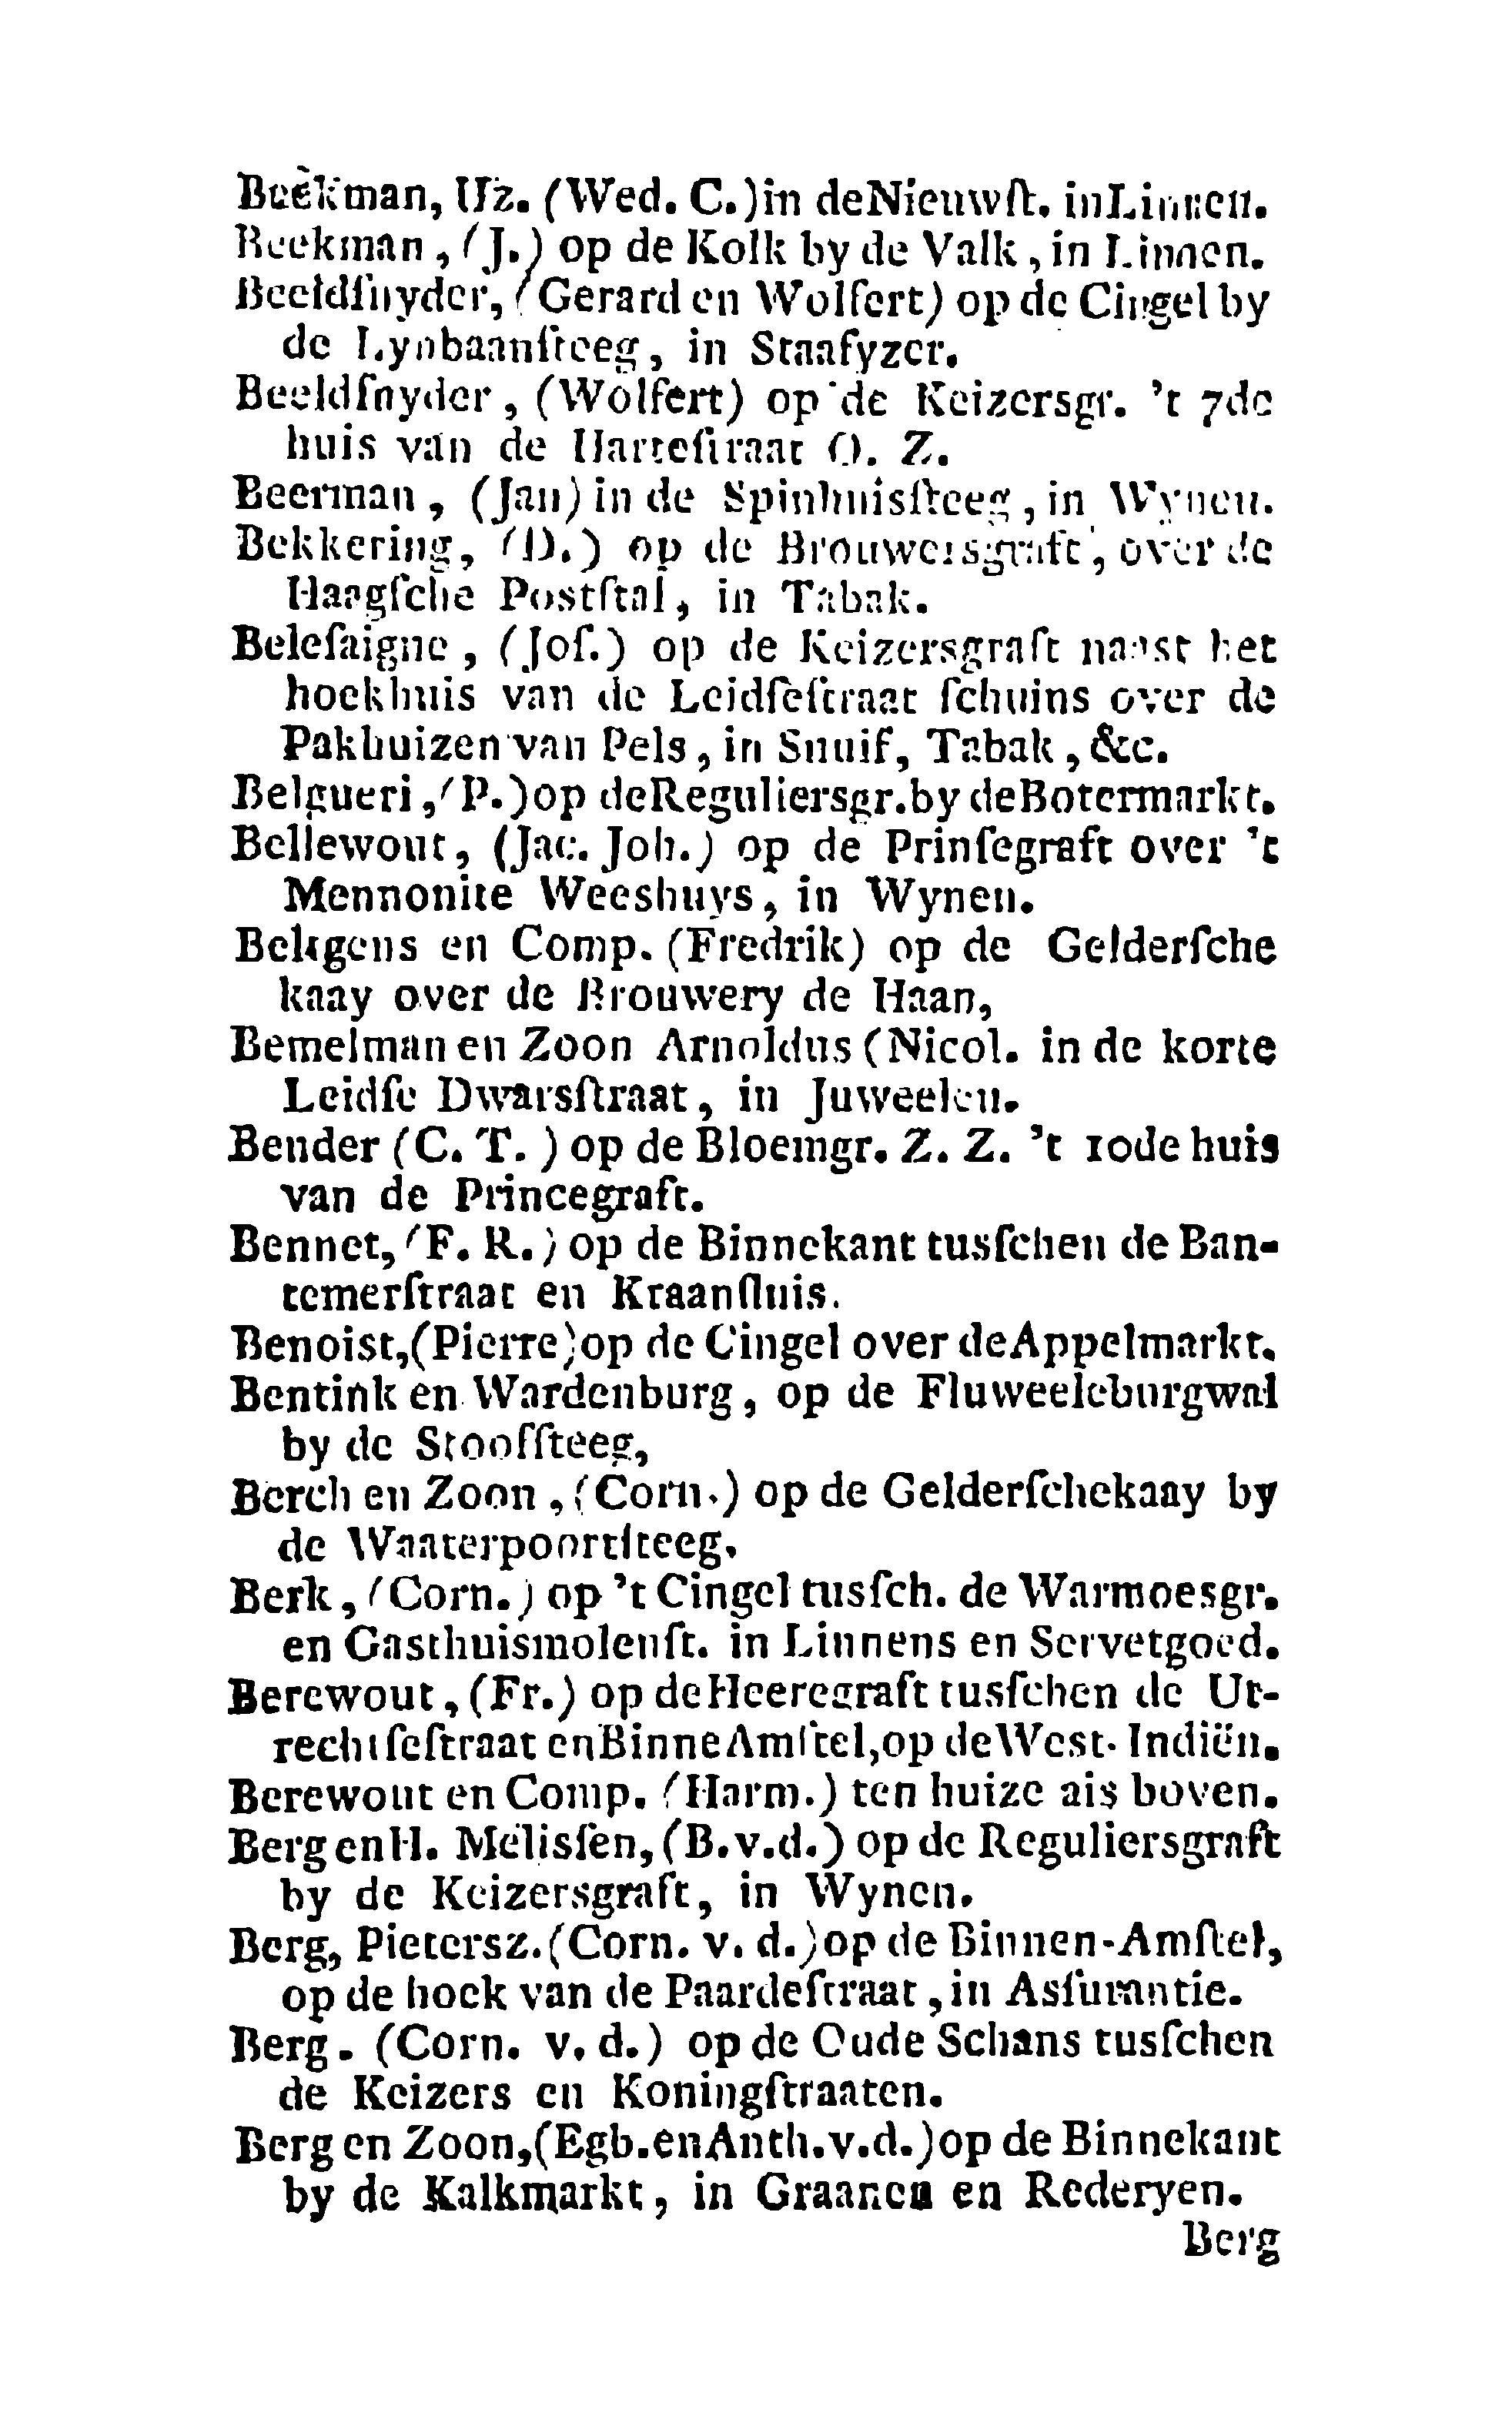 Beekman, IJz. (Wed. C.) in de Nieuwſt. in Linnen.
Beekman, (J.) op de Kolk by de Valk, in Linnen.
Beeldſnyder, (Gerard en Wolfert) op de Cingel by
de Lynbaanſteeg, in Staafyzer.
Beeldſnyder, (Wolfert) op de Keizersgr. 't 7de
huis van de Harteſtraat O. Z.
Beerman, (Jan) in de Spinhuisſteeg, in Wynen.
Bekkering, (D.) op de Brouwersgraft, over de
Haagſche Postſtal, in Tabak.
Beleſaigne, (Joſ.) op de Keizersgraft naast het
hoekhuis van de Leidſeſtraat ſchuins over de
Pakhuizen van Pels, in Snuif, Tabak, &c.
Belgueri, (P.) op de Reguliersgr. by de Botermarkt.
Bellewout, (Jac. Joh.) op de Prinſegraft over 't
Mennonite Weeshuys, in Wynen.
Beltgens en Comp. (Fredrik) op de Gelderſche
kaay over de Brouwery de Haan,
Bemelman en Zoon Arnoldus (Nicol. in de korte
Leidſe Dwarsſtraat, in Juweelen.
Bender (C. T.) op de Bloemgr. Z. Z. 't 10de huis
van de Princegraft.
Bennet, (F. R.) op de Binnekant tusſchen de Ban-
temerſtraat en Kraanſluis.
Benoist, (Pierre) op de Cingel over de Appelmarkt.
Bentink en Wardenburg, op de Fluweeleburgwal
by de Stoofſteeg,
Berch en Zoon, (Corn.) op de Gelderſchekaay by
de Waaterpoortſteeg.
Berk, (Corn.) op 't Cingel tusſch. de Warmoesgr.
en Gasthuismolenſt. in Linnens en Servetgoed.
Berewout, (Fr.) op de Heeregraft tusſchen de Ut-
rechtſeſtraat en Binne Amſtel, op de West-Indiën.
Berewout en Comp. (Harm.) ten huize als boven.
Berg en H. Melisſen, (B. v. d.) op de Reguliersgraft
by de Keizersgraft, in Wynen.
Berg, Pietersz. (Corn. v. d.) op de Binnen-Amſtel,
op de hoek van de Paardeſtraat, in Asſurantie.
Berg. (Corn. v. d.) op de Oude Schans tusſchen
de Keizers en Koningſtraaten.
Berg en Zoon, (Egb. en Anth. v. d.) op de Binnekant
by de Kalkmarkt, in Graanen en Rederyen.
Berg